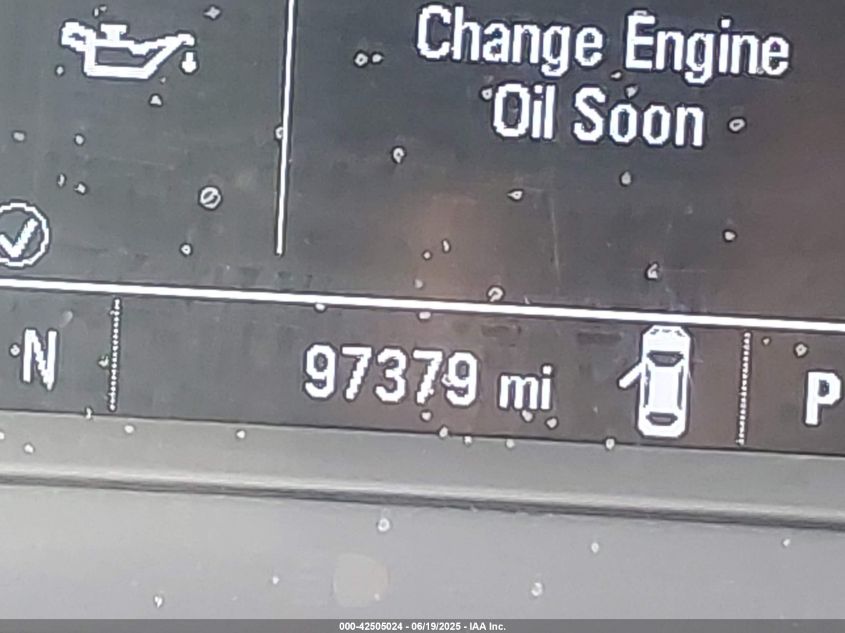 Change Engine
Oil Soon
N
97379 mi
P
000-42505024 - 06/19/2025 - IAA Inc.